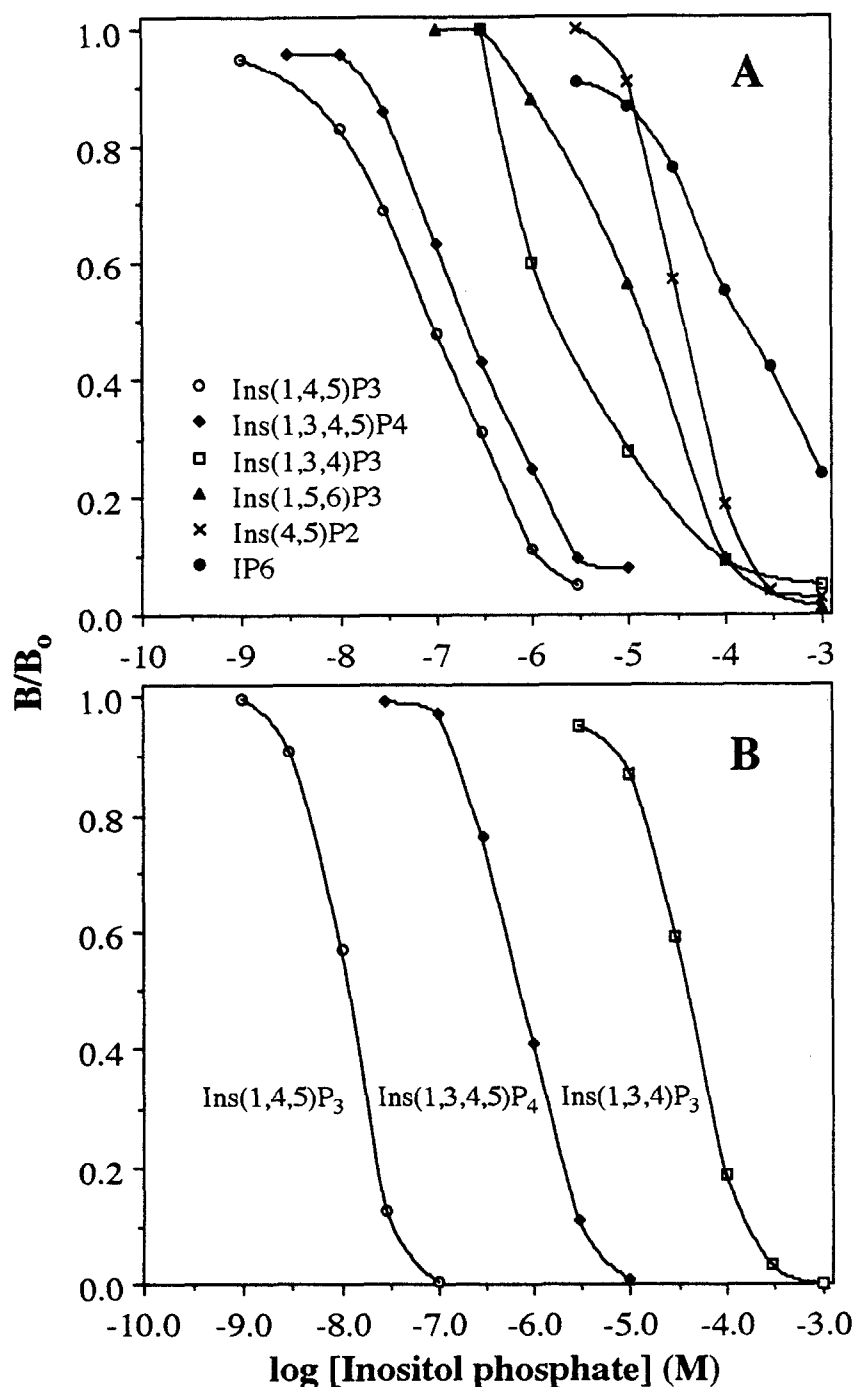 A
1.0
0.8
0.6
0.4
0.2
0.0
Ins(1,4,5)P3
Ins(1,3,4,5)P4
Ins(1,3,4)P3
Ins(1,5,6)P3
Ins(4,5)P2
IP6
-10 -9 -8 -7 -6 -5 -4 -3
B/Bo
B
1.0
0.8
0.6
0.4
0.2
0.0
Ins(1,4,5)P3 Ins(1,3,4,5)P4 Ins(1,3,4)P3
-10.0 -9.0 -8.0 -7.0 -6.0 -5.0 -4.0 -3.0
log [Inositol phosphate] (M)